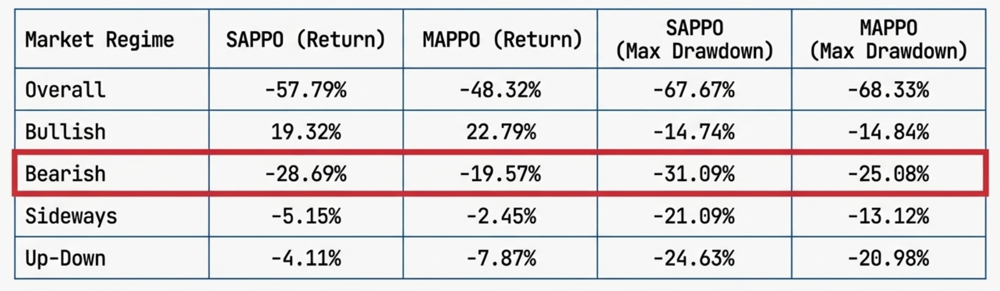 Market Regime SAPPO (Return) MAPPO (Return) SAPPO (Max Drawdown) MAPPO (Max Drawdown)
Overall -57.79% -48.32% -67.67% -68.33%
Bullish 19.32% 22.79% -14.74% -14.84%
Bearish -28.69% -19.57% -31.09% -25.08%
Sideways -5.15% -2.45% -21.09% -13.12%
Up-Down -4.11% -7.87% -24.63% -20.98%